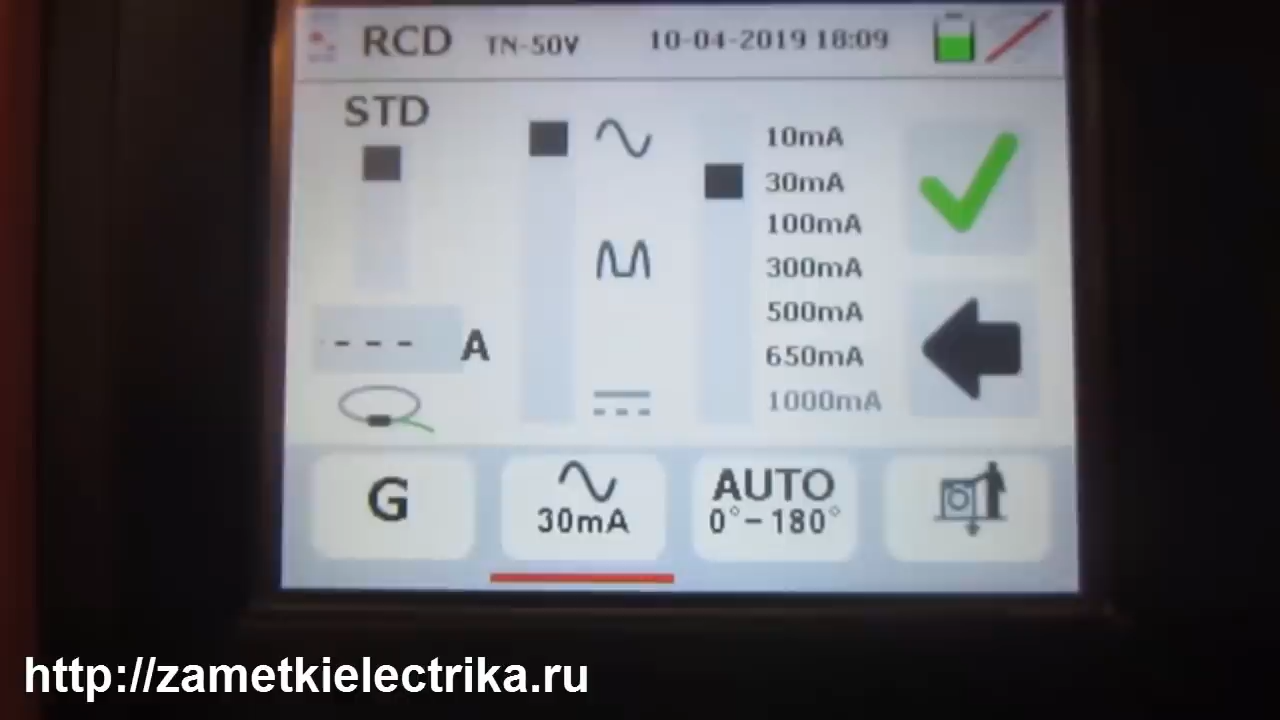 RCD TN-50V 10-04-2019 18:09
STD
10mA
30mA
100mA
300mA
500mA
650mA
1000mA
- - - A
G
30mA
AUTO
0°-180°
http://zametkielectrika.ru